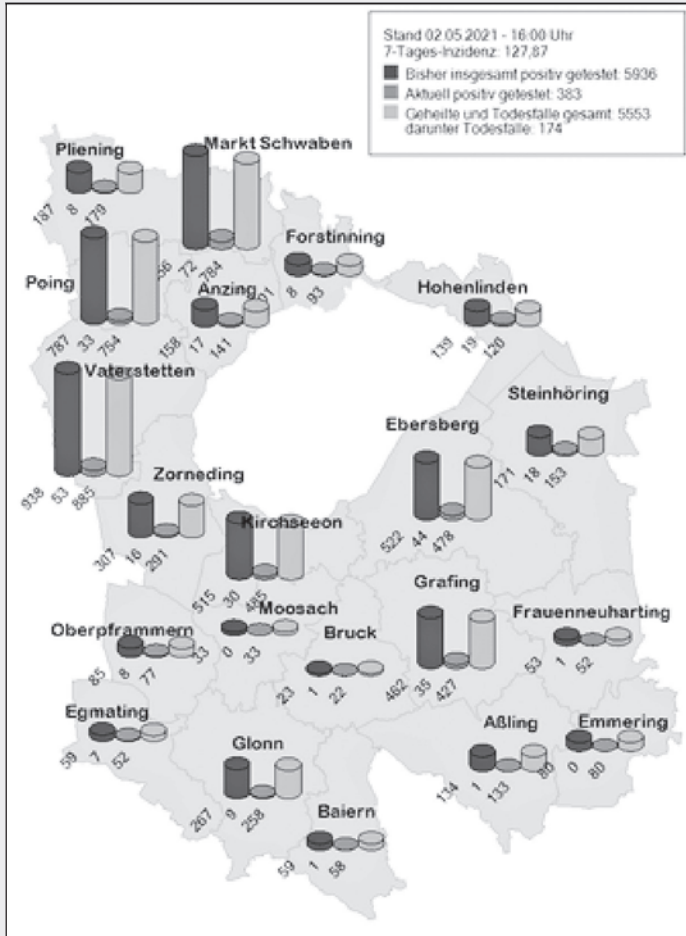 Stand 02.05.2021 - 16:00 Uhr
7-Tages-Inzidenz: 127,87
Bisher insgesamt positiv getestet: 5936
Aktuell positiv getestet: 383
Geheilte und Todesfälle gesamt: 5553
darunter Todesfälle: 174
Pliening
187 8 179
Markt Schwaben
56 72 784
Forstinning
91 8 93
Poing
787 33 754
Anzing
158 17 141
Hohenlinden
139 19 120
Vaterstetten
938 53 885
Steinhöring
171 18 153
Ebersberg
522 44 478
Zorneding
307 16 291
Kirchseeon
515 30 485
Grafing
462 35 427
Moosach
33 0 33
Bruck
23 1 22
Frauenneuharting
53 1 52
Oberpframmern
85 8 77
Egmating
59 7 52
Glonn
267 9 258
Aßling
134 1 133
Emmering
80 0 80
Baiern
59 1 58